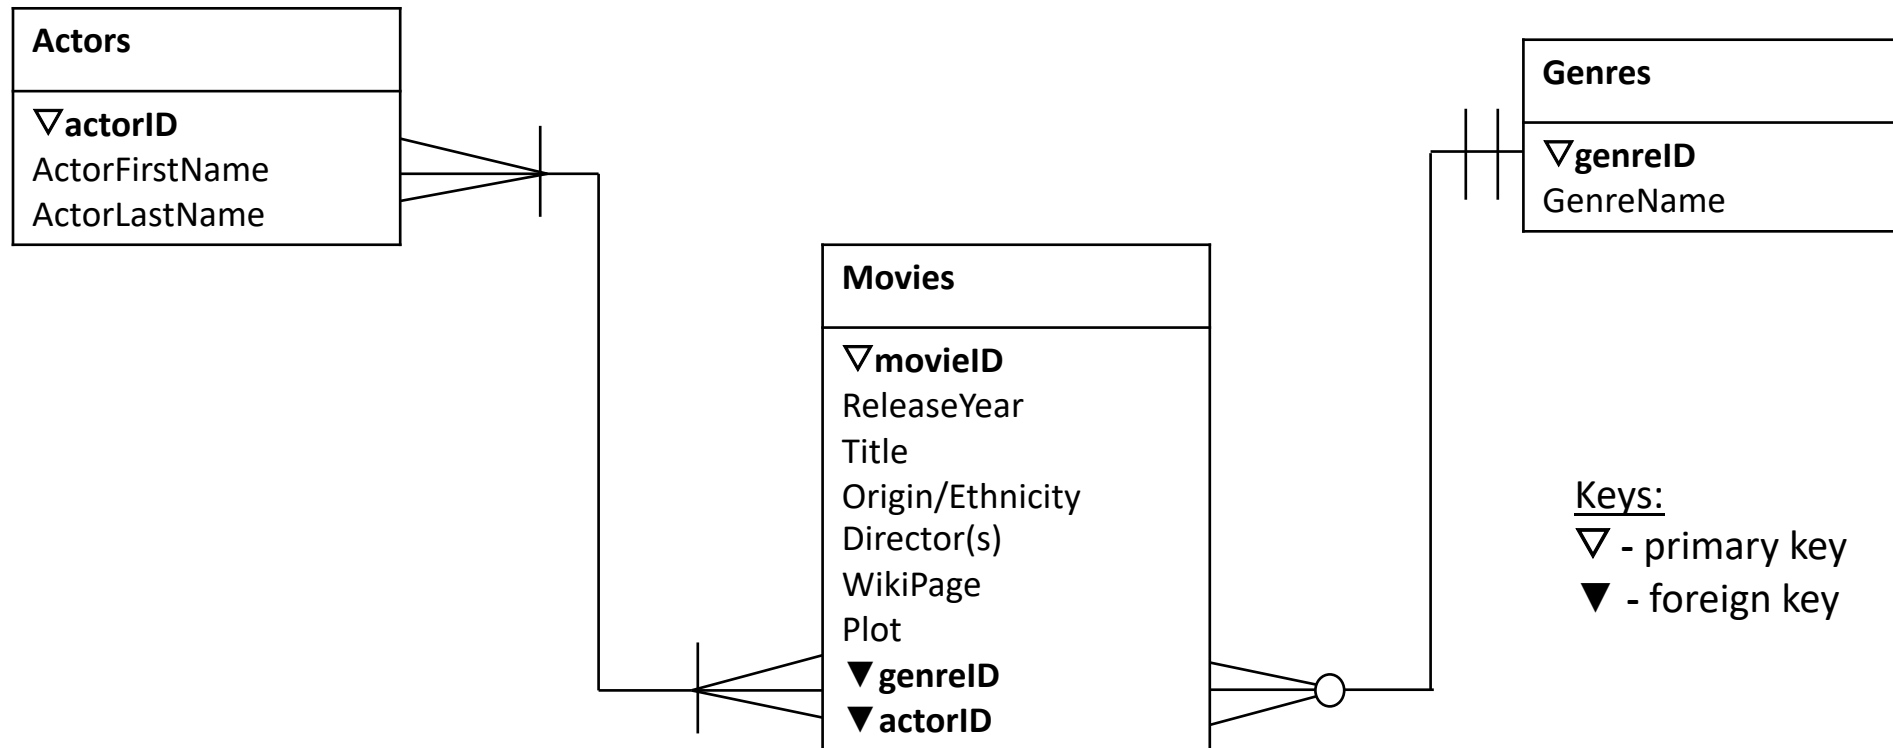 Actors
▽actorID
ActorFirstName
ActorLastName
Genres
▽genreID
GenreName
Movies
▽movieID
ReleaseYear
Title
Origin/Ethnicity
Director(s)
WikiPage
Plot
▼genreID
▼actorID
Keys:
▽ - primary key
▼ - foreign key